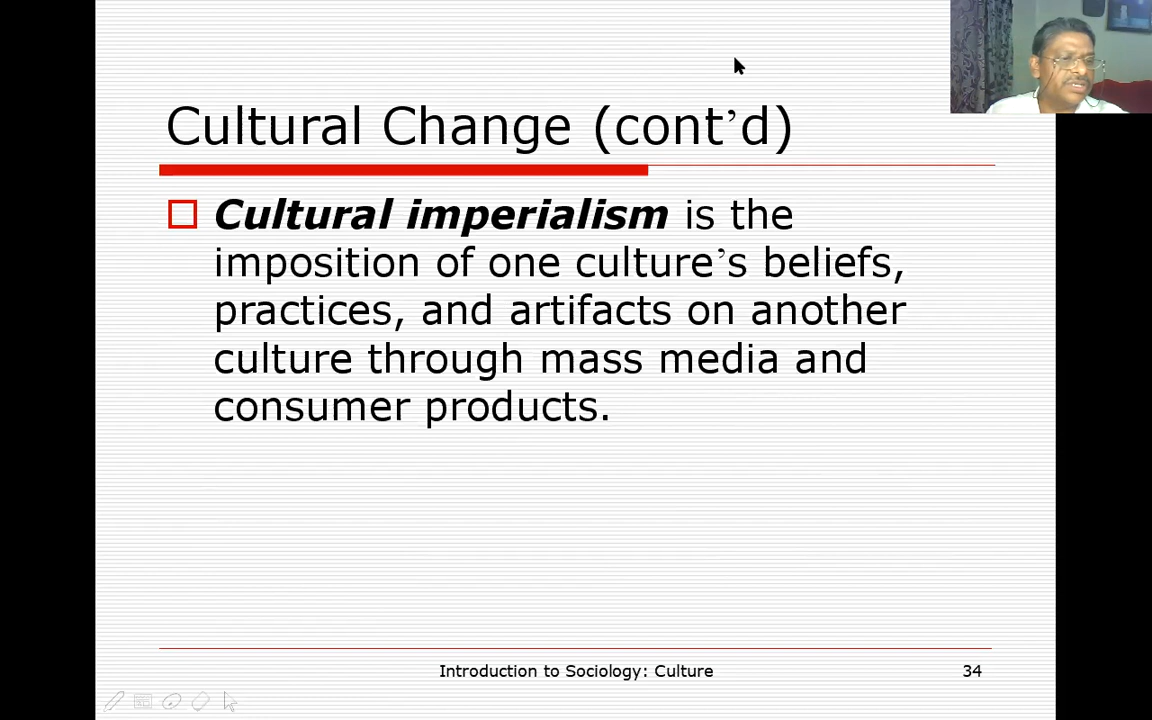 Cultural Change (cont’d)
Cultural imperialism is the
imposition of one culture’s beliefs,
practices, and artifacts on another
culture through mass media and
consumer products.
Introduction to Sociology: Culture
34